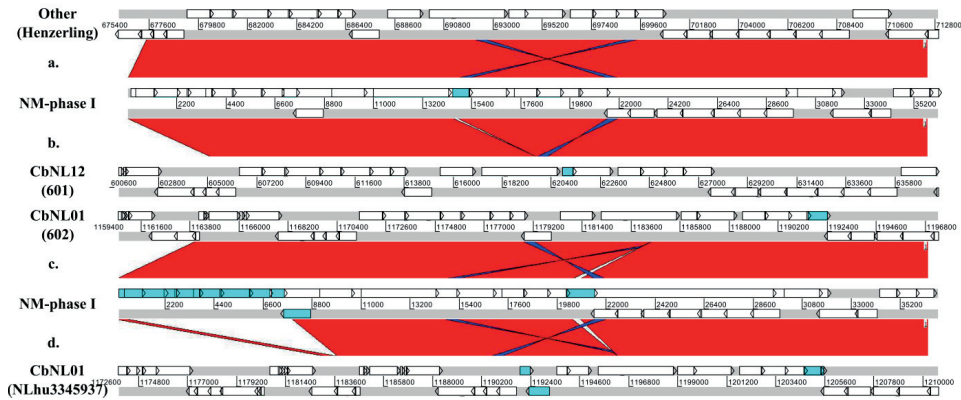 Other
(Henzerling)
675400 677600 679800 682000 684200 686400 688600 690800 693000 695200 697400 699600 701800 704000 706200 708400 710600 712800
a.
NM-phase I
2200 4400 6600 8800 11000 13200 15400 17600 19800 22000 24200 26400 28600 30800 33000 35200
b.
CbNL12
(601)
600600 602800 605000 607200 609400 611600 613800 616000 618200 620400 622600 624800 627000 629200 631400 633600 635800
CbNL01
(602)
1159400 1161600 1163800 1166000 1168200 1170400 1172600 1174800 1177000 1179200 1181400 1183600 1185800 1188000 1190200 1192400 1194600 1196800
c.
NM-phase I
2200 4400 6600 8800 11000 13200 15400 17600 19800 22000 24200 26400 28600 30800 33000 35200
d.
CbNL01
(NLhu3345937)
1172600 1174800 1177000 1179200 1181400 1183600 1185800 1188000 1190200 1192400 1194600 1196800 1199000 1201200 1203400 1205600 1207800 1210000